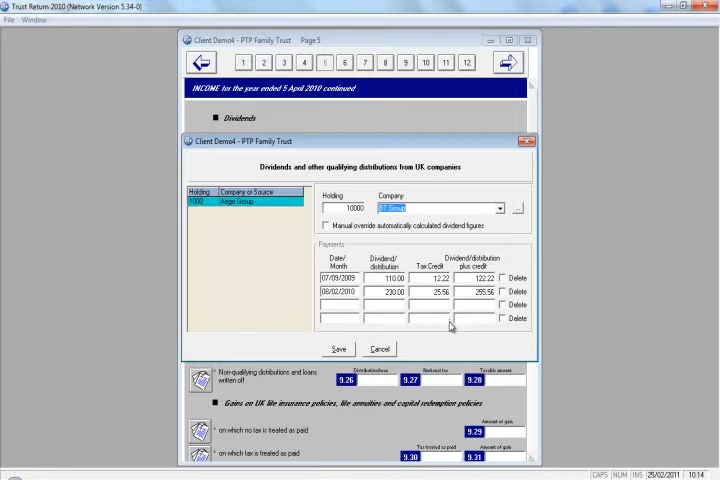 Trust Return 2010 (Network Version 5.34-0)
File Window
Client Demo4 - PTP Family Trust Page 5
1 2 3 4 5 6 7 8 9 10 11 12
INCOME for the year ended 5 April 2010 continued
Dividends
Client Demo4 - PTP Family Trust
Dividends and other qualifying distributions from UK companies
Holding Company or Source
1000 Aegis Group
Holding Company
10000 BT Group ...
Manual override automatically calculated dividend figures
Payments
Date/ Dividend/ Dividend/distribution
Month distribution Tax Credit plus credit
07/09/2009 110.00 12.22 122.22 Delete
08/02/2010 230.00 25.56 255.56 Delete
Delete
Delete
Save Cancel
Distribution/loan Notional tax Taxable amount
* Non-qualifying distributions and loans
written off 9.26 9.27 9.28
Gains on UK life insurance policies, life annuities and capital redemption policies
Amount of gain
* on which no tax is treated as paid 9.29
Tax treated as paid Amount of gain
* on which tax is treated as paid 9.30 9.31
CAPS NUM INS 25/02/2011 10:14